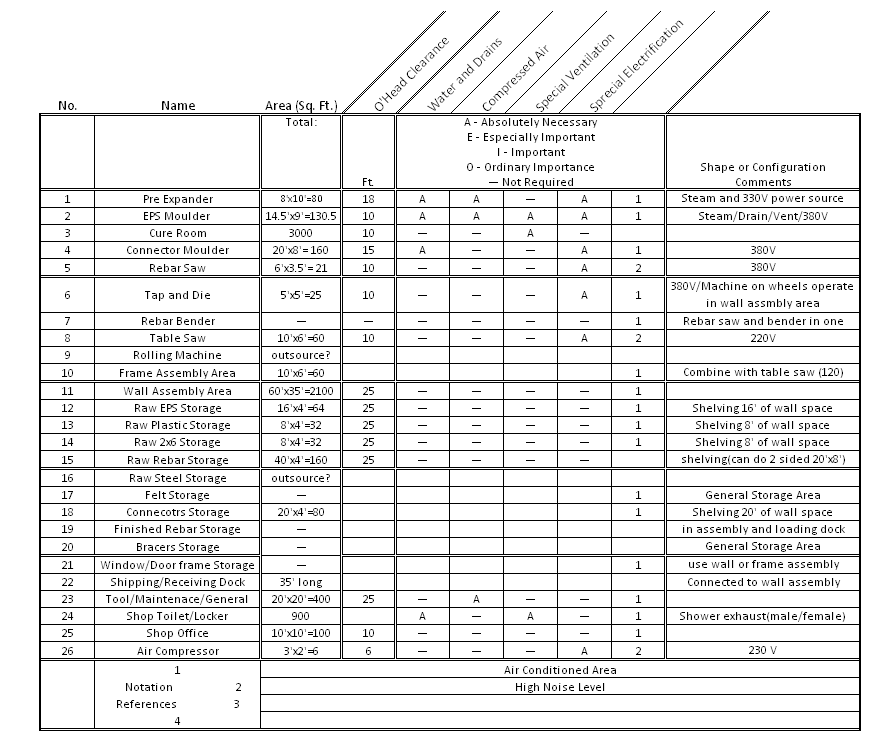 No. Name Area (Sq. Ft.) O'Head Clearance Water and Drains Compressed Air Special Ventilation Sprecial Electrification
Total:
Ft.
A - Absolutely Necessary
E - Especially Important
I - Important
O - Ordinary Importance
— Not Required
Shape or Configuration
Comments
1 Pre Expander 8'x10'=80 18 A A — A 1 Steam and 330V power source
2 EPS Moulder 14.5'x9'=130.5 10 A A A A 1 Steam/Drain/Vent/380V
3 Cure Room 3000 10 — — A —
4 Connector Moulder 20'x8'=160 15 A — — A 1 380V
5 Rebar Saw 6'x3.5'=21 10 — — — A 2 380V
6 Tap and Die 5'x5'=25 10 — — — A 1 380V/Machine on wheels operate
in wall assmbly area
7 Rebar Bender — — — — — — 1 Rebar saw and bender in one
8 Table Saw 10'x6'=60 10 — — — A 2 220V
9 Rolling Machine outsource?
10 Frame Assembly Area 10'x6'=60 1 Combine with table saw (120)
11 Wall Assembly Area 60'x35'=2100 25 — — — — 1
12 Raw EPS Storage 16'x4'=64 25 — — — — 1 Shelving 16' of wall space
13 Raw Plastic Storage 8'x4'=32 25 — — — — 1 Shelving 8' of wall space
14 Raw 2x6 Storage 8'x4'=32 25 — — — — 1 Shelving 8' of wall space
15 Raw Rebar Storage 40'x4'=160 25 — — — — shelving(can do 2 sided 20'x8')
16 Raw Steel Storage outsource?
17 Felt Storage — 1 General Storage Area
18 Connecotrs Storage 20'x4'=80 1 Shelving 20' of wall space
19 Finished Rebar Storage — in assembly and loading dock
20 Bracers Storage — General Storage Area
21 Window/Door frame Storage — 1 use wall or frame assembly
22 Shipping/Receiving Dock 35' long Connected to wall assembly
23 Tool/Maintenace/General 20'x20'=400 25 — A — — 1
24 Shop Toilet/Locker 900 A — A — 1 Shower exhaust(male/female)
25 Shop Office 10'x10'=100 10 — — — — 1
26 Air Compressor 3'x2'=6 6 — — — A 2 230 V
1 Air Conditioned Area
Notation 2 High Noise Level
References 3
4